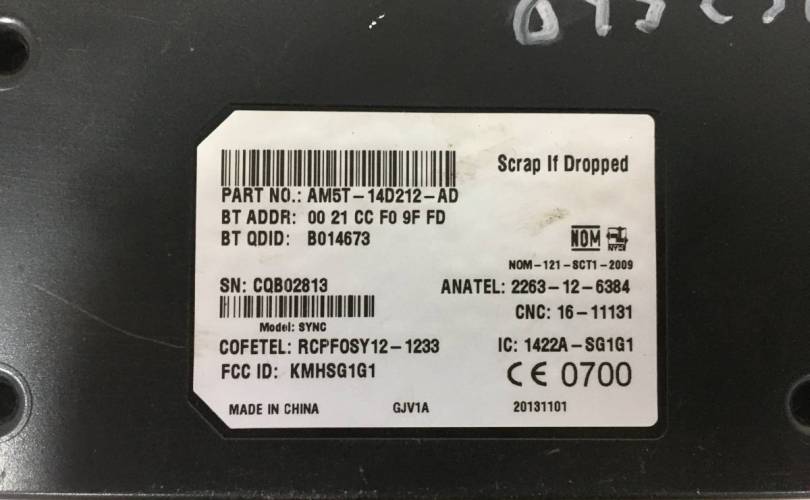 Scrap If Dropped
PART NO.: AM5T-14D212-AD
BT ADDR: 00 21 CC F0 9F FD
BT QDID: B014673
NOM
NYCE
NOM-121-SCT1-2009
SN: CQB02813
ANATEL: 2263-12-6384
CNC: 16-11131
Model: SYNC
COFETEL: RCPFOSY12-1233
IC: 1422A-SG1G1
FCC ID: KMHSG1G1
CE 0700
MADE IN CHINA
GJV1A
20131101